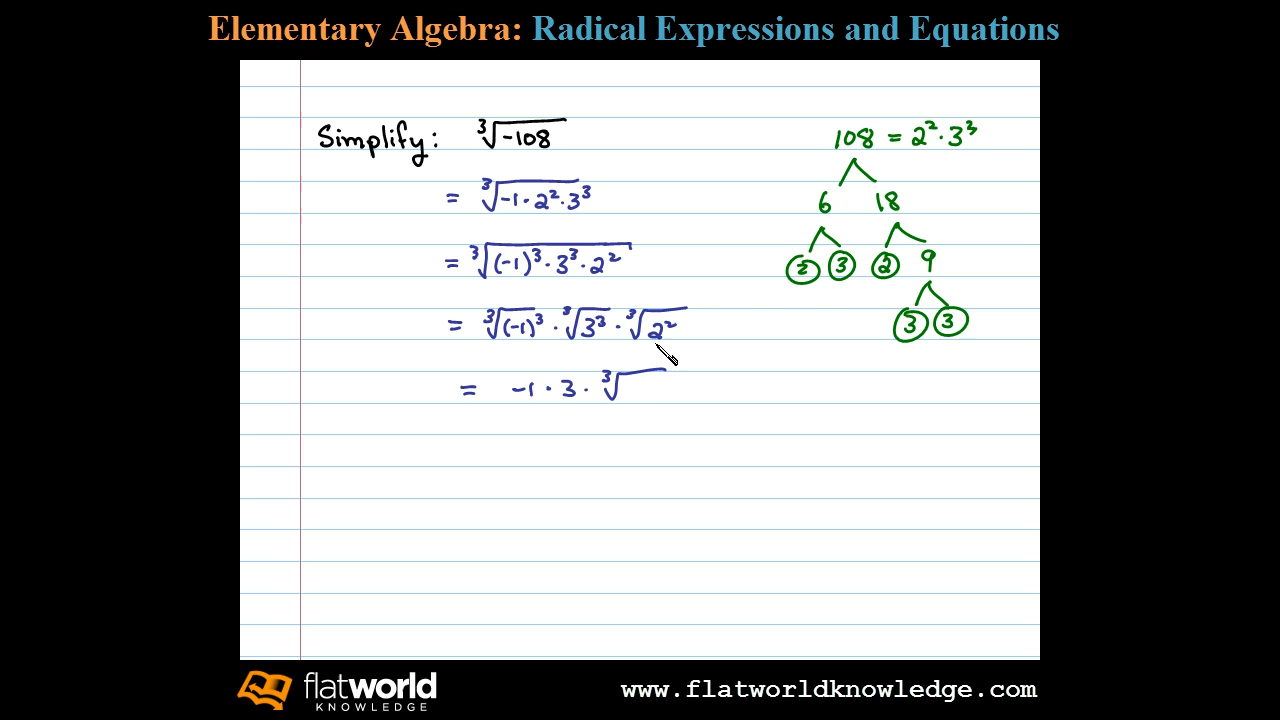 Elementary Algebra: Radical Expressions and Equations
Simplify: ∛-108
108 = 2² · 3³
= ∛-1 · 2² · 3³
6 18
= ∛(-1)³ · 3³ · 2²
2 3 2 9
= ∛(-1)³ · ∛3³ · ∛2²
3 3
= -1 · 3 · ∛
flatworld
KNOWLEDGE
www.flatworldknowledge.com